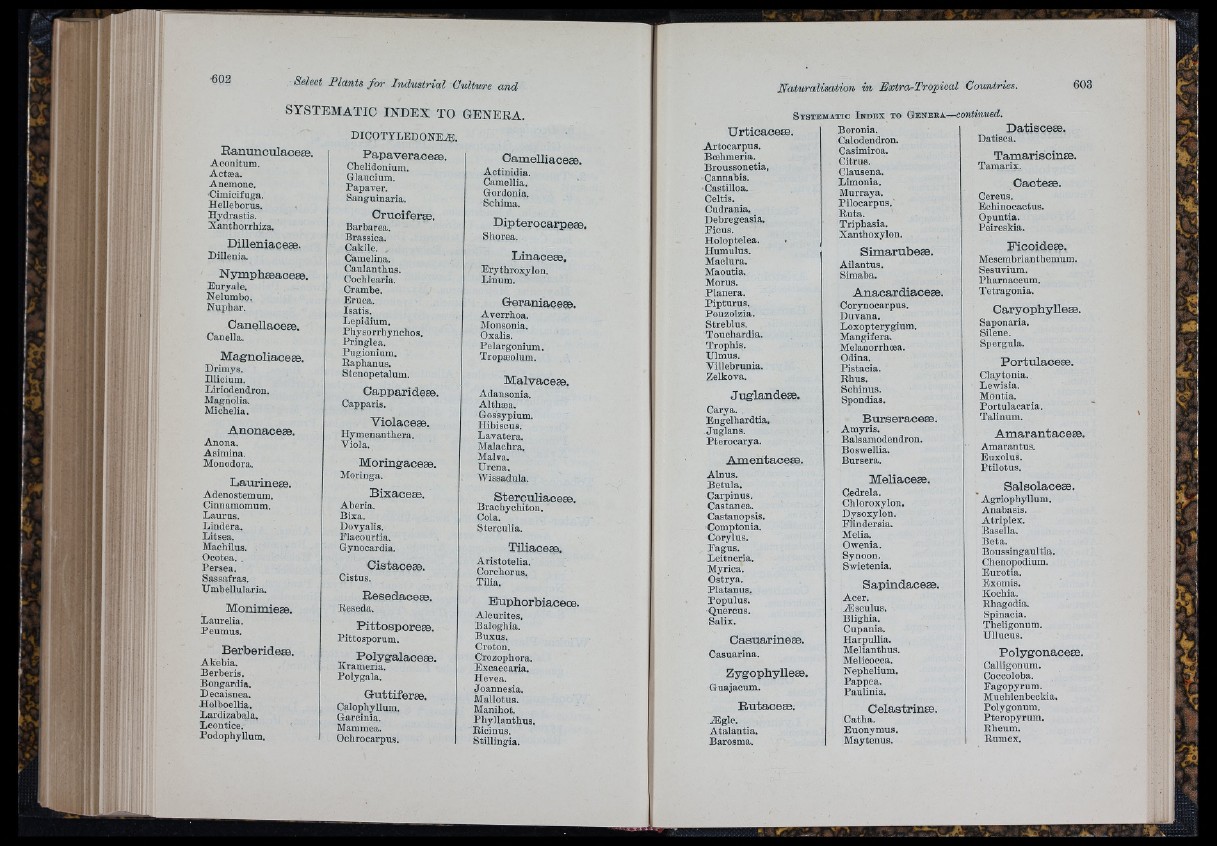 602
Select Plants for Industrial Culture and
SYSTEMATIC INDEX TO GENERA.
DICOTYLEDONEÆ.
Ranunculaceæ.
Aconitum.
Actæa.
Anemone.
Cimicifuga.
Helleborus.
Hydrastis.
Xanthorrhiza.
Dilleniaceæ.
Dillenia.
Nymphæaceæ.
Euryale.
Nelumbo.
Nuphar.
Canellaceæ.
Canella.
Magnoliaceæ.
Drimys.
Illicium.
Liriodendron.
Magnolia.
Michelia.
Anonaceæ.
Anona.
Asimina.
Monodora.
Laurineæ.
Adenostemum.
Cinnamomum.
Laurus.
Lindera.
Litsea.
Machilus.
Ocotea.
Persea.
Sassafras.
Umbellularia.
Monimieæ.
Laurelia.
Peumus.
Berberideæ.
Akebia.
Berberis.
Bongardia.
Decaisnea.
Holboellia.
Lardizabala.
Leontice.
Podophyllum.
Papaveraceæ.
Chelidonium.
Glaucium.
Papaver.
Sanguinaria.
Cruciferæ.
Barbarea.
Brassica.
Cakile.
Camelina.
Caulanthus.
Cochlearia.
Crambe.
Eruca.
Isatis.
Lepidium.
Physorrhynchos.
Pringlea.
Pugionium.
Raphanus.
Stenopetalum.
Capparideæ.
Capparis.
Violaceæ.
Hymenanthera.
Viola.
Moringaceæ.
Moringa.
Bixaceæ.
Aberia.
Bixa.
Dovyalis.
Flacourtia.
Gynocardia.
Cistaceæ.
Cistus.
Resedaceæ.
Reseda.
Pittosporeæ.
Pittosporum.
Polygalaceæ.
Krameria.
Polygala.
Guttiferæ.
Calophyllum.
Garcinia.
Mammea.
Ochrocarpus.
Camelliaceæ.
Actinidia.
Camellia.
Gordonia.
Schima.
Dipterocarpeæ.
Shorea.
Linaceæ.
Erythroxylon.
Linum.
Geraniaceæ.
Averrhoa.
Monsonia.
Oxalis.
Pelargonium.
Tropæolum.
Malvaceæ.
Adansonia.
Althæa.
Gossypium.
Hibiscus.
Lavatera.
Malachra.
Malva.
Urena.
Wissadula.
Sterculiaceæ.
Brachychiton.
Cola.
Sterculia.
Tiliaceæ.
Aristotelia.
Corchorus.
Tilia.
Euphorbiaceæ.
Aleurites.
Baloghia.
Buxus.
Croton.
Crozophora.
Excaecaria.
Hevea.
Joannesia.
Mallotus.
Manihot.
Phyllanthus.
Ricinus.
Stillingia.
Naturalisation in Extra-Tropical Countries.
603
SYSTEMATIC INDEX TO GENERA—continued.
Urticaceæ.
Artocarpus.
Bœhmeria.
Broussonetia.
Cannabis.
Castilloa.
Celtis.
Cudrania.
Debregeasia.
Ficus.
Holoptelea.
Humulus.
Maclura.
Maoutia.
Morus.
Planera.
Pipturus.
Pouzolzia.
Streblus.
Touchardia.
Trophis.
Ulmus.
Villebrunia.
Zelkova.
Juglandeæ.
Carya.
Engelhardtia.
Juglans.
Pterocarya.
Amentaceæ.
Alnus.
Betula.
Carpinus.
Castanea.
Castanopsis.
Comptonia.
Corylus.
Fagus.
Leitneria.
Myrica.
Ostrya.
Platanus.
Populus.
Quercus.
Salix.
Casuarineæ.
Casuarina.
Zygophylleæ.
Guajacum.
Rutaceæ.
Ægle.
Atalantia.
Barosma.
Boronia.
Calodendron.
Casimiroa.
Citrus.
Clausena.
Limonia.
Murraya.
Pilocarpus.
Ruta.
Triphasia.
Xanthoxylon.
Simarubeæ.
Ailantus.
Simaba.
Anacardiaceæ.
Corynocarpus.
Duvana.
Loxopterygium.
Mangifera.
Melanorrhœa.
Odina.
Pistacia.
Rhus.
Schinus.
Spondias.
Burseraceæ.
Amyris.
Balsamodendron.
Boswellia.
Bursera.
Meliaceæ.
Cedrela.
Chloroxylon.
Dysoxylon.
Flindersia.
Melia.
Owenia.
Synoon.
Swietenia.
Sapindaceæ.
Acer.
Æsculus.
Blighia.
Cupania.
Harpullia.
Melianthus.
Melicocca.
Nephelium.
Pappea.
Paulinia.
Celastrinæ.
Catha.
Euonymus.
Maytenus.
Datisceæ.
Datisca.
Tamariscinæ.
Tamarix.
Cacteæ.
Cereus.
Echinocactus.
Opuntia.
Peireskia.
Ficoideæ.
Mesembrianthemum.
Sesuvium.
Pharnaceum.
Tetragonia.
Caryophylleæ.
Saponaria.
Silene.
Spergula.
Portulaceæ.
Claytonia.
Lewisia.
Montia.
Portulacaria.
Talinum.
Amarantaceæ.
Amarantus.
Euxolus.
Ptilotus.
Salsolaceæ.
Agriophyllum.
Anabasis.
Atriplex.
Basella.
Beta.
Boussingaultia.
Chenopodium.
Eurotia.
Exomis.
Kochia.
Rhagodia.
Spinacia.
Theligonum.
Ullucus.
Polygonaceæ.
Calligonum.
Coccoloba.
Fagopyrum.
Muehlenbeckia.
Polygonum.
Pteropyrum.
Rheum.
Rumex.